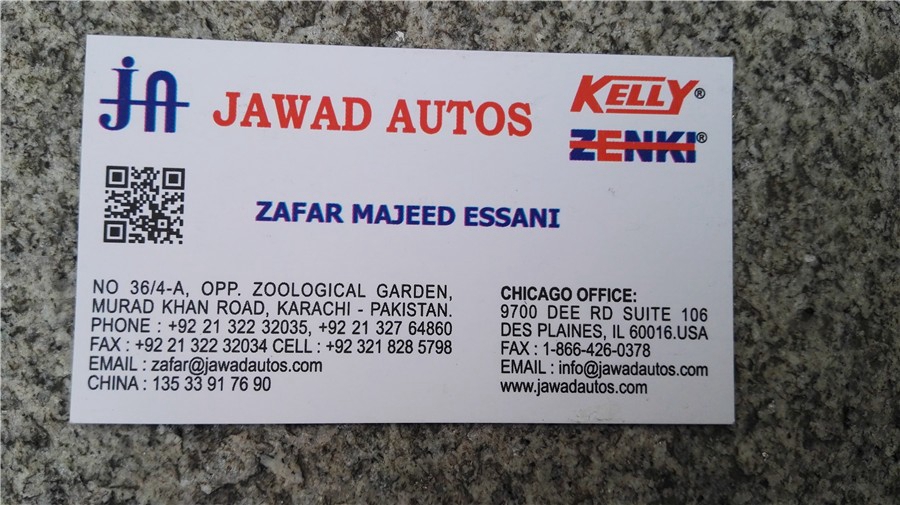 JA
JAWAD AUTOS
KELLY®
ZENKI®
ZAFAR MAJEED ESSANI
NO 36/4-A, OPP. ZOOLOGICAL GARDEN,
MURAD KHAN ROAD, KARACHI - PAKISTAN.
PHONE : +92 21 322 32035, +92 21 327 64860
FAX : +92 21 322 32034 CELL : +92 321 828 5798
EMAIL : zafar@jawadautos.com
CHINA : 135 33 91 76 90
CHICAGO OFFICE:
9700 DEE RD SUITE 106
DES PLAINES, IL 60016.USA
FAX : 1-866-426-0378
EMAIL : info@jawadautos.com
www.jawadautos.com